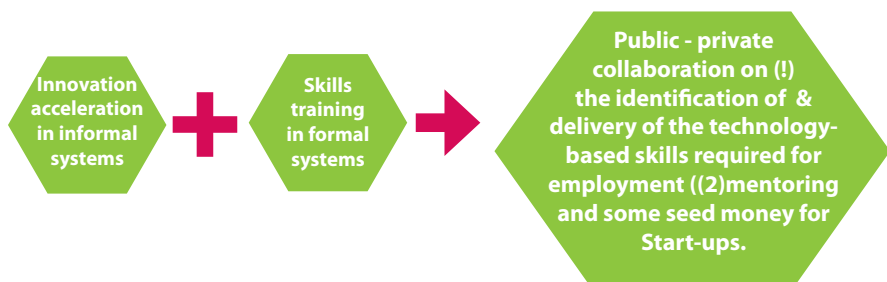 Innovation
acceleration
in informal
systems
Skills
training
in formal
systems
Public - private
collaboration on (!)
the identification of &
delivery of the technology-
based skills required for
employment ((2)mentoring
and some seed money for
Start-ups.